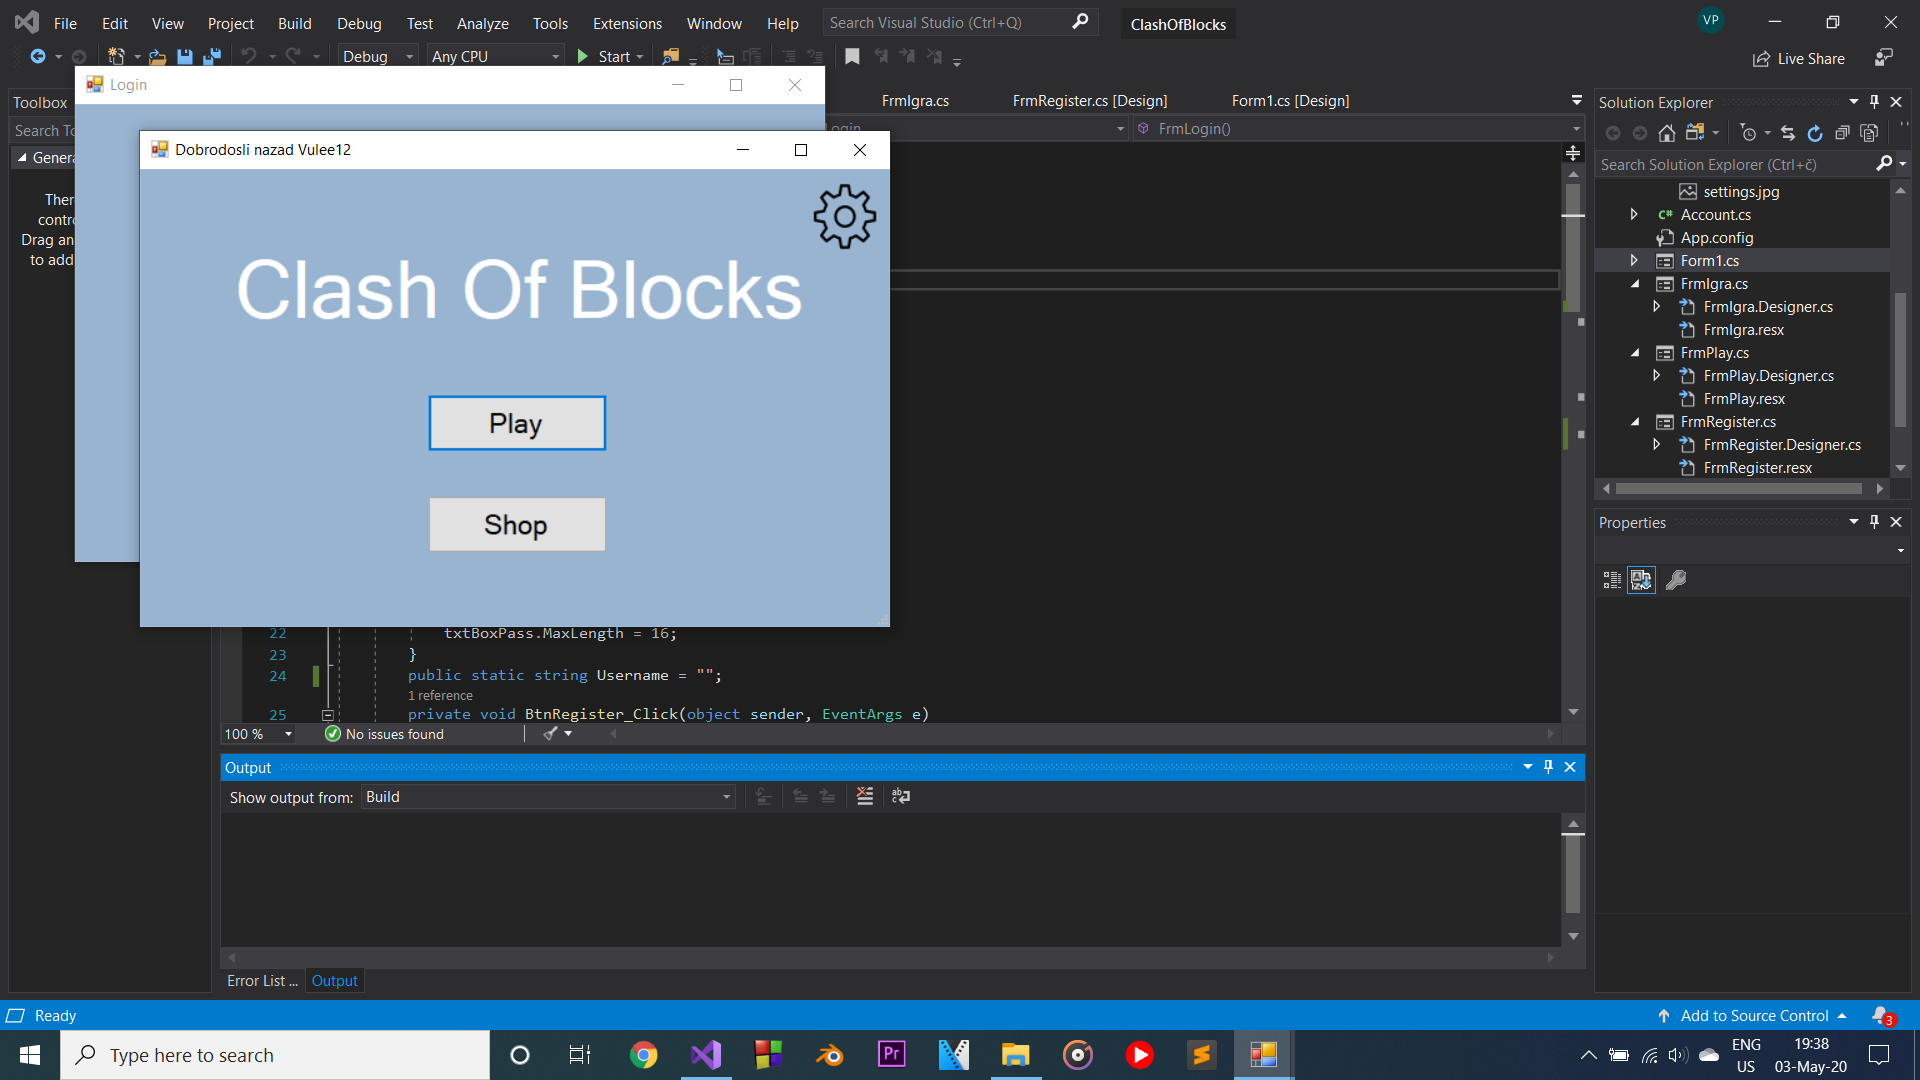 File Edit View Project Build Debug Test Analyze Tools Extensions Window Help Search Visual Studio (Ctrl+Q) ClashOfBlocks VP
Debug Any CPU Start Live Share
Login
Toolbox
FrmIgra.cs FrmRegister.cs [Design] Form1.cs [Design]
Search To
FrmLogin()
Genera
Ther
contro
Drag an
to add
Dobrodosli nazad Vulee12
Clash Of Blocks
Play
Shop
22 txtBoxPass.MaxLength = 16;
23 }
24 public static string Username = "";
1 reference
25 private void BtnRegister_Click(object sender, EventArgs e)
100 % No issues found
Output
Show output from: Build
Error List ... Output
Solution Explorer
Search Solution Explorer (Ctrl+č)
settings.jpg
C# Account.cs
App.config
Form1.cs
FrmIgra.cs
FrmIgra.Designer.cs
FrmIgra.resx
FrmPlay.cs
FrmPlay.Designer.cs
FrmPlay.resx
FrmRegister.cs
FrmRegister.Designer.cs
FrmRegister.resx
Properties
Ready Add to Source Control 3
Type here to search Pr ENG 19:38
US 03-May-20